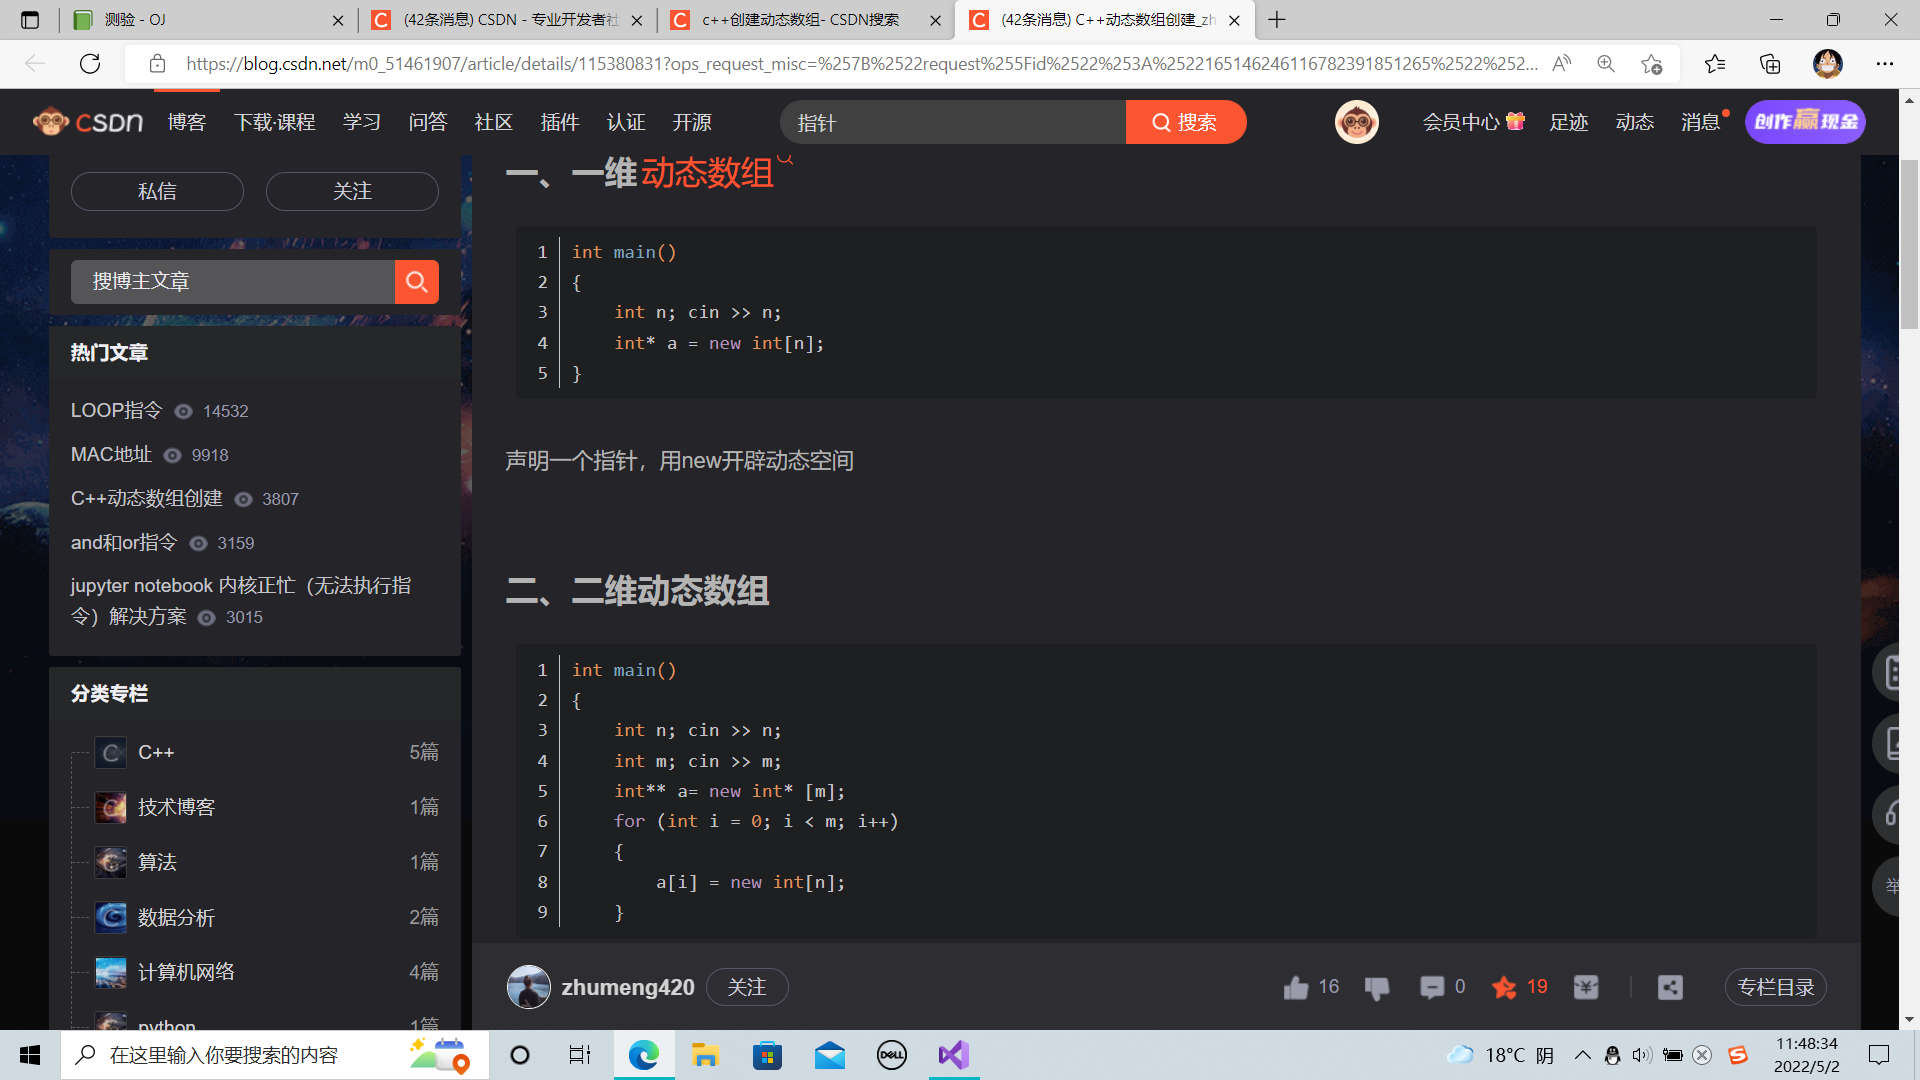 测验 - OJ
(42条消息) CSDN - 专业开发者社
c++创建动态数组- CSDN搜索
(42条消息) C++动态数组创建_zh
https://blog.csdn.net/m0_51461907/article/details/115380831?ops_request_misc=%257B%2522request%255Fid%2522%253A%2522165146246116782391851265%2522%252...
CSDN
博客
下载·课程
学习
问答
社区
插件
认证
开源
指针
搜索
会员中心
足迹
动态
消息
创作赢现金
私信
关注
搜博主文章
热门文章
LOOP指令 14532
MAC地址 9918
C++动态数组创建 3807
and和or指令 3159
jupyter notebook 内核正忙（无法执行指
令）解决方案 3015
分类专栏
C++ 5篇
技术博客 1篇
算法 1篇
数据分析 2篇
计算机网络 4篇
python 1篇
一、一维动态数组
1 int main()
2 {
3 int n; cin >> n;
4 int* a = new int[n];
5 }
声明一个指针，用new开辟动态空间
二、二维动态数组
1 int main()
2 {
3 int n; cin >> n;
4 int m; cin >> m;
5 int** a= new int* [m];
6 for (int i = 0; i < m; i++)
7 {
8 a[i] = new int[n];
9 }
zhumeng420
关注
16
0
19
专栏目录
举
在这里输入你要搜索的内容
DELL
18°C 阴
11:48:34
2022/5/2